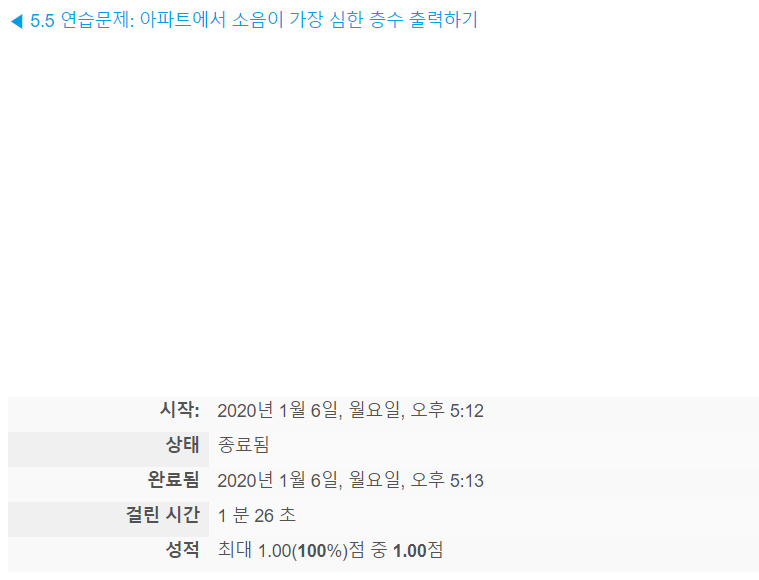 ◀ 5.5 연습문제: 아파트에서 소음이 가장 심한 층수 출력하기
시작: 2020년 1월 6일, 월요일, 오후 5:12
상태 종료됨
완료됨 2020년 1월 6일, 월요일, 오후 5:13
걸린 시간 1 분 26 초
성적 최대 1.00(100%)점 중 1.00점